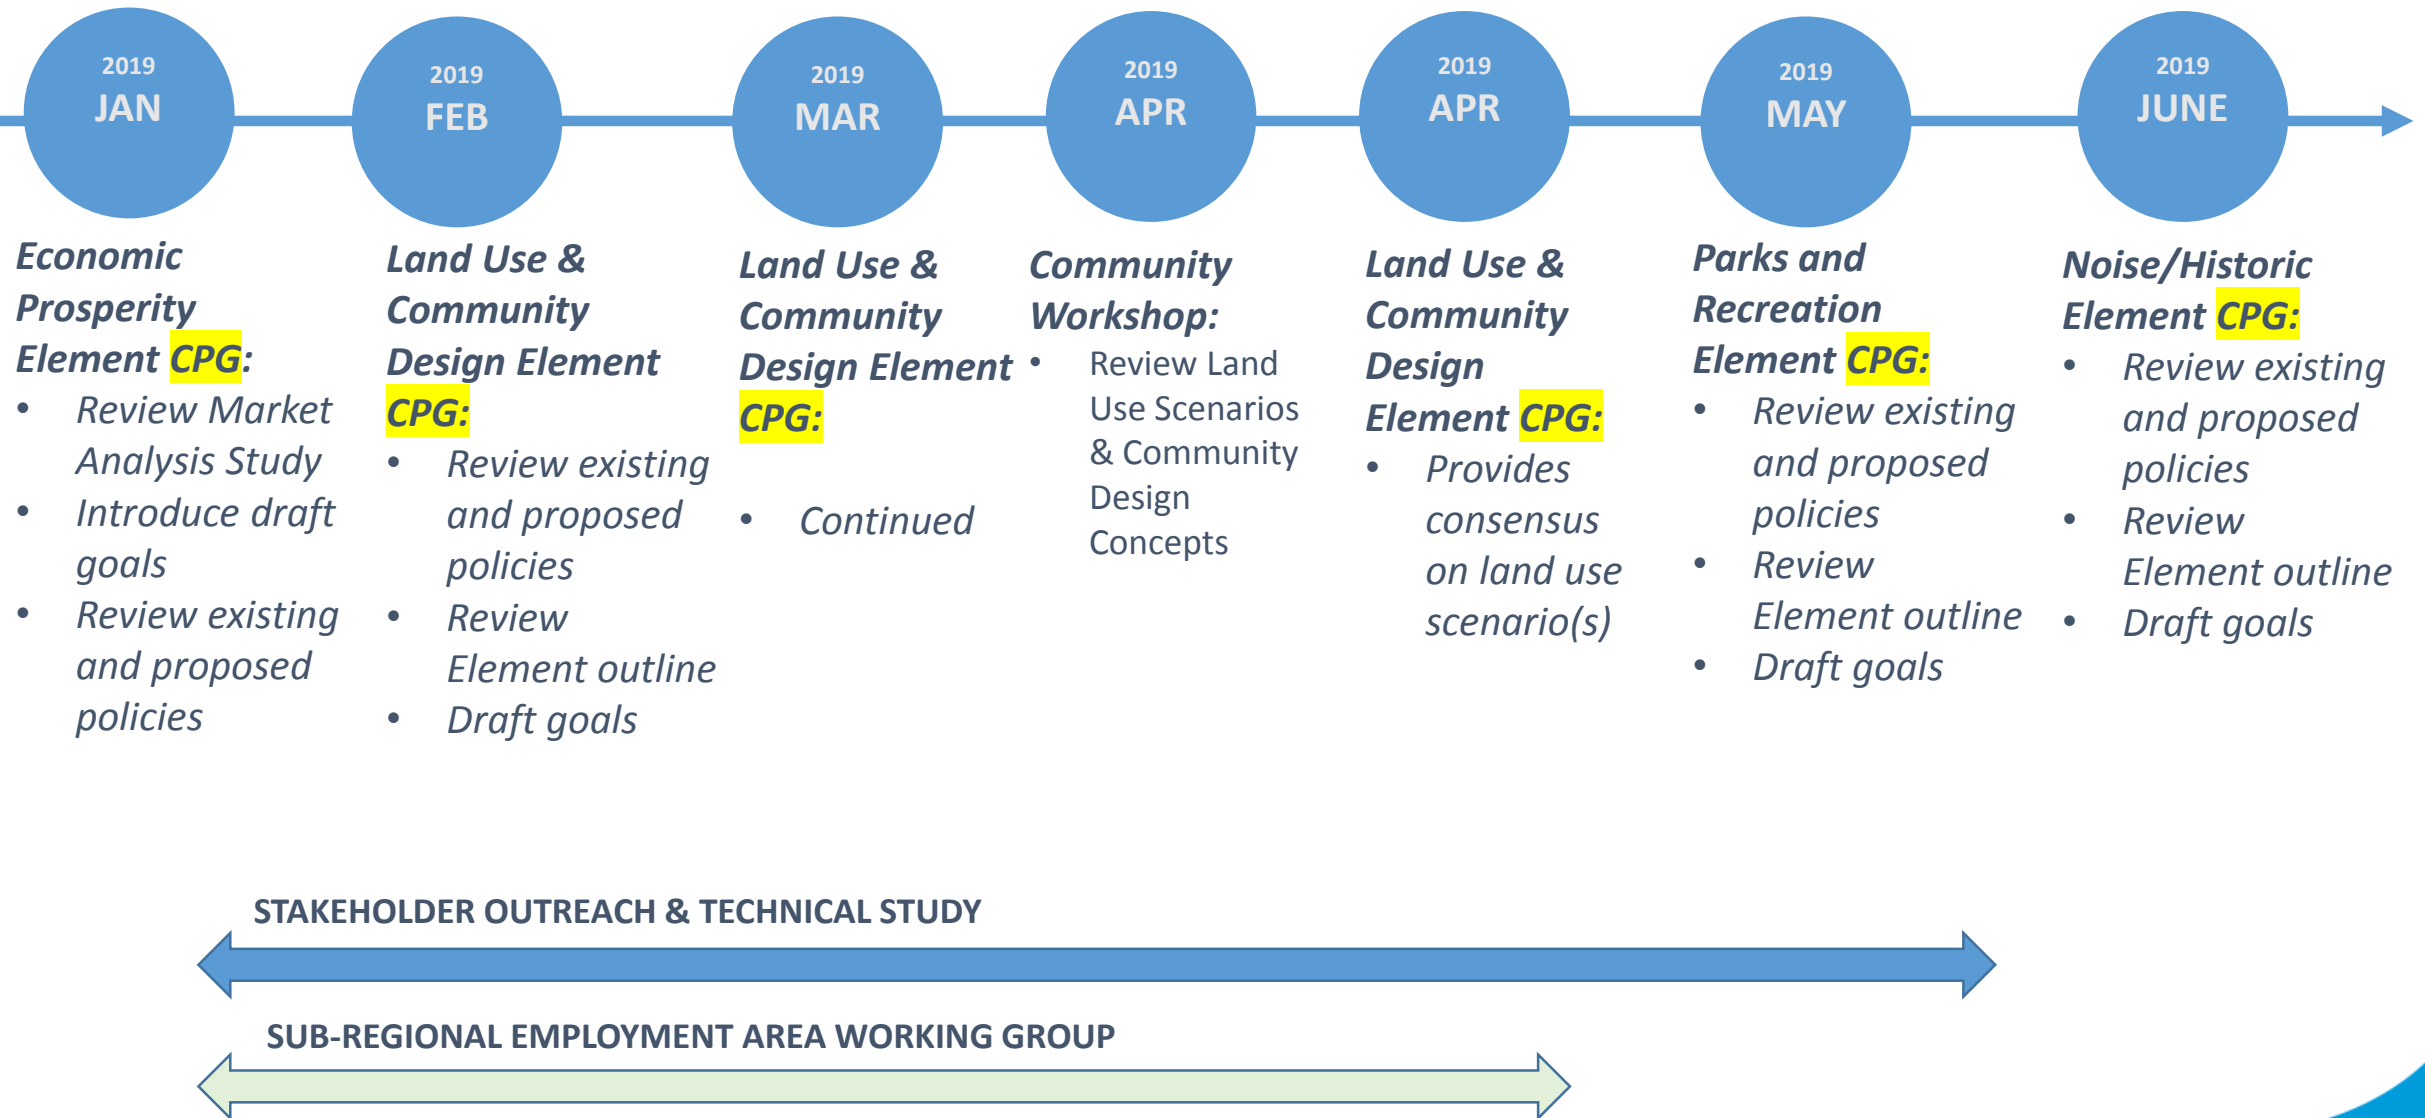 2019
JAN
Economic
Prosperity
Element CPG:
• Review Market
Analysis Study
• Introduce draft
goals
• Review existing
and proposed
policies
2019
FEB
Land Use &
Community
Design Element
CPG:
• Review existing
and proposed
policies
• Review
Element outline
• Draft goals
2019
MAR
Land Use &
Community
Design Element
CPG:
• Continued
2019
APR
Community
Workshop:
• Review Land
Use Scenarios
& Community
Design
Concepts
2019
APR
Land Use &
Community
Design
Element CPG:
• Provides
consensus
on land use
scenario(s)
2019
MAY
Parks and
Recreation
Element CPG:
• Review existing
and proposed
policies
• Review
Element outline
• Draft goals
2019
JUNE
Noise/Historic
Element CPG:
• Review existing
and proposed
policies
• Review
Element outline
• Draft goals
STAKEHOLDER OUTREACH & TECHNICAL STUDY
SUB-REGIONAL EMPLOYMENT AREA WORKING GROUP